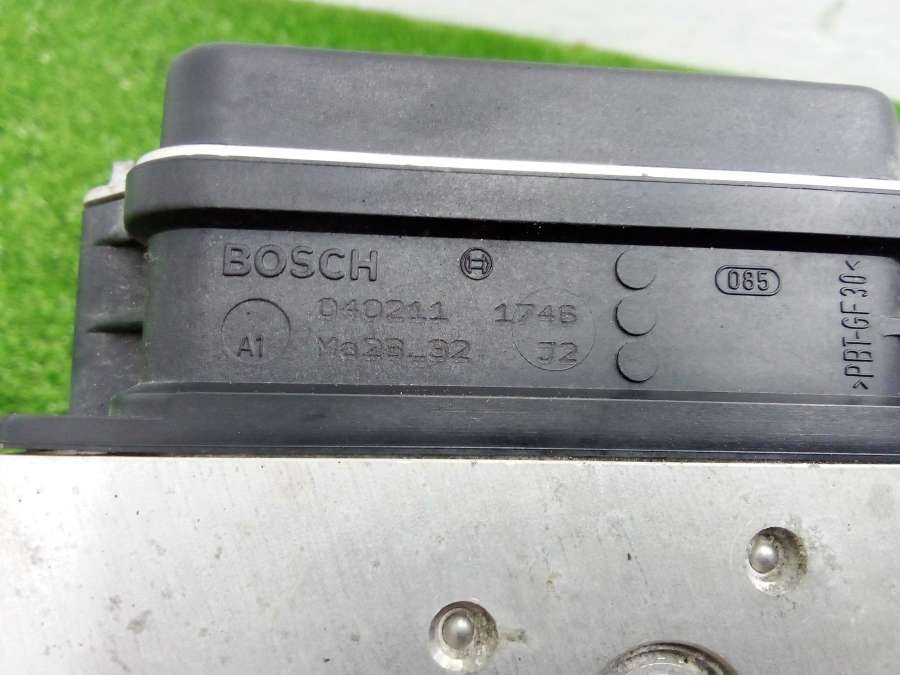 BOSCH
040211 1746
A1 Ma28_32 J2
085
>PBT-GF30<